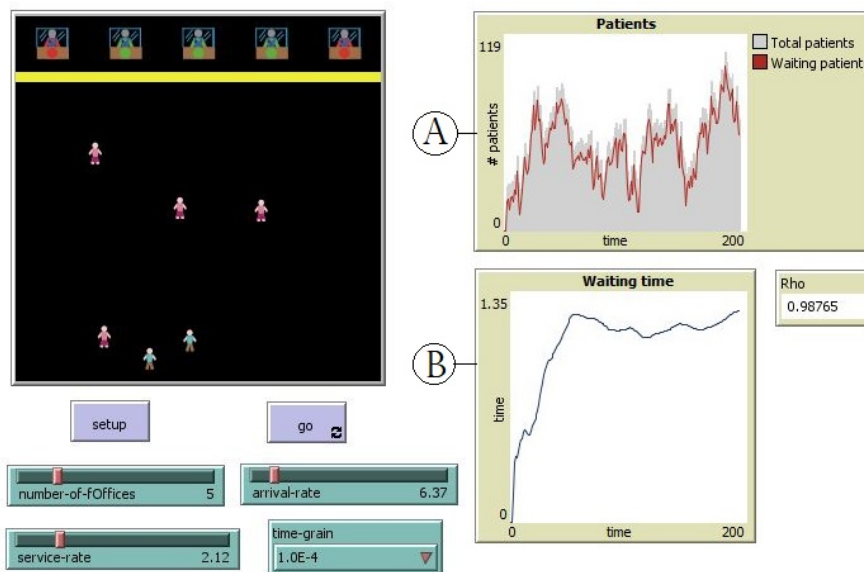 Patients
119
# patients
0
0
time
200
Total patients
Waiting patient
A
Waiting time
1.35
time
0
0
time
200
B
Rho
0.98765
setup
go
number-of-fOffices 5
arrival-rate 6.37
service-rate 2.12
time-grain
1.0E-4